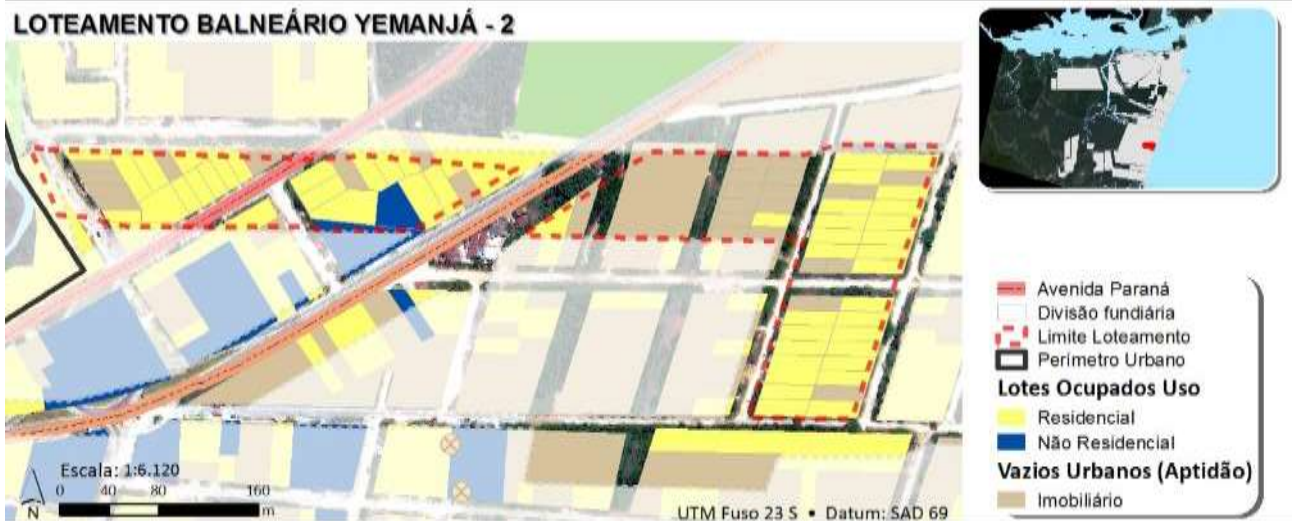 LOTEAMENTO BALNEÁRIO YEMANJÁ - 2
Avenida Paraná
Divisão fundiária
Limite Loteamento
Perímetro Urbano
Lotes Ocupados Uso
Residencial
Não Residencial
Vazios Urbanos (Aptidão)
Imobiliário
Escala: 1:6.120
0 40 80 160
m
N
UTM Fuso 23 S • Datum: SAD 69